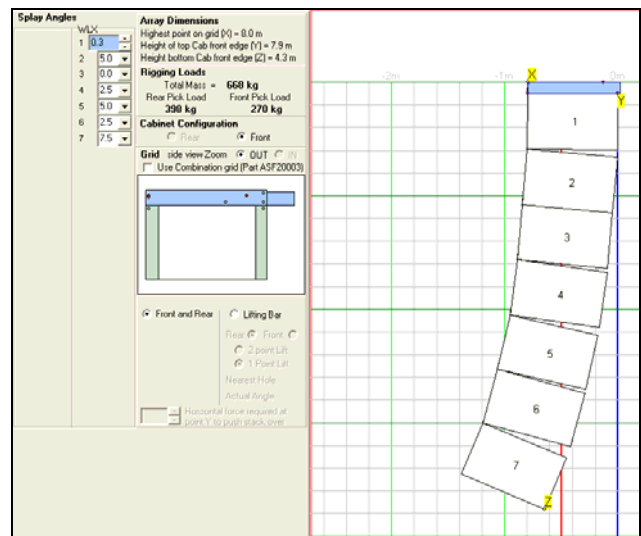 Splay Angles
WLX
1 0.3
2 5.0
3 0.0
4 2.5
5 5.0
6 2.5
7 7.5
Array Dimensions
Highest point on grid (X) = 8.0 m
Height of top Cab front edge (Y) = 7.9 m
Height bottom Cab front edge (Z) = 4.3 m
Rigging Loads
Total Mass = 668 kg
Rear Pick Load Front Pick Load
398 kg 270 kg
Cabinet Configuration
Rear Front
Grid side view Zoom OUT IN
Use Combination grid (Part ASF20003)
Front and Rear Lifting Bar
Rear Front
2 point Lift
1 Point Lift
Nearest Hole
Actual Angle
Horizontal force required at
point Y to push stack over
-2m -1m 0m
X
Y
1
2
3
4
5
6
7
Z